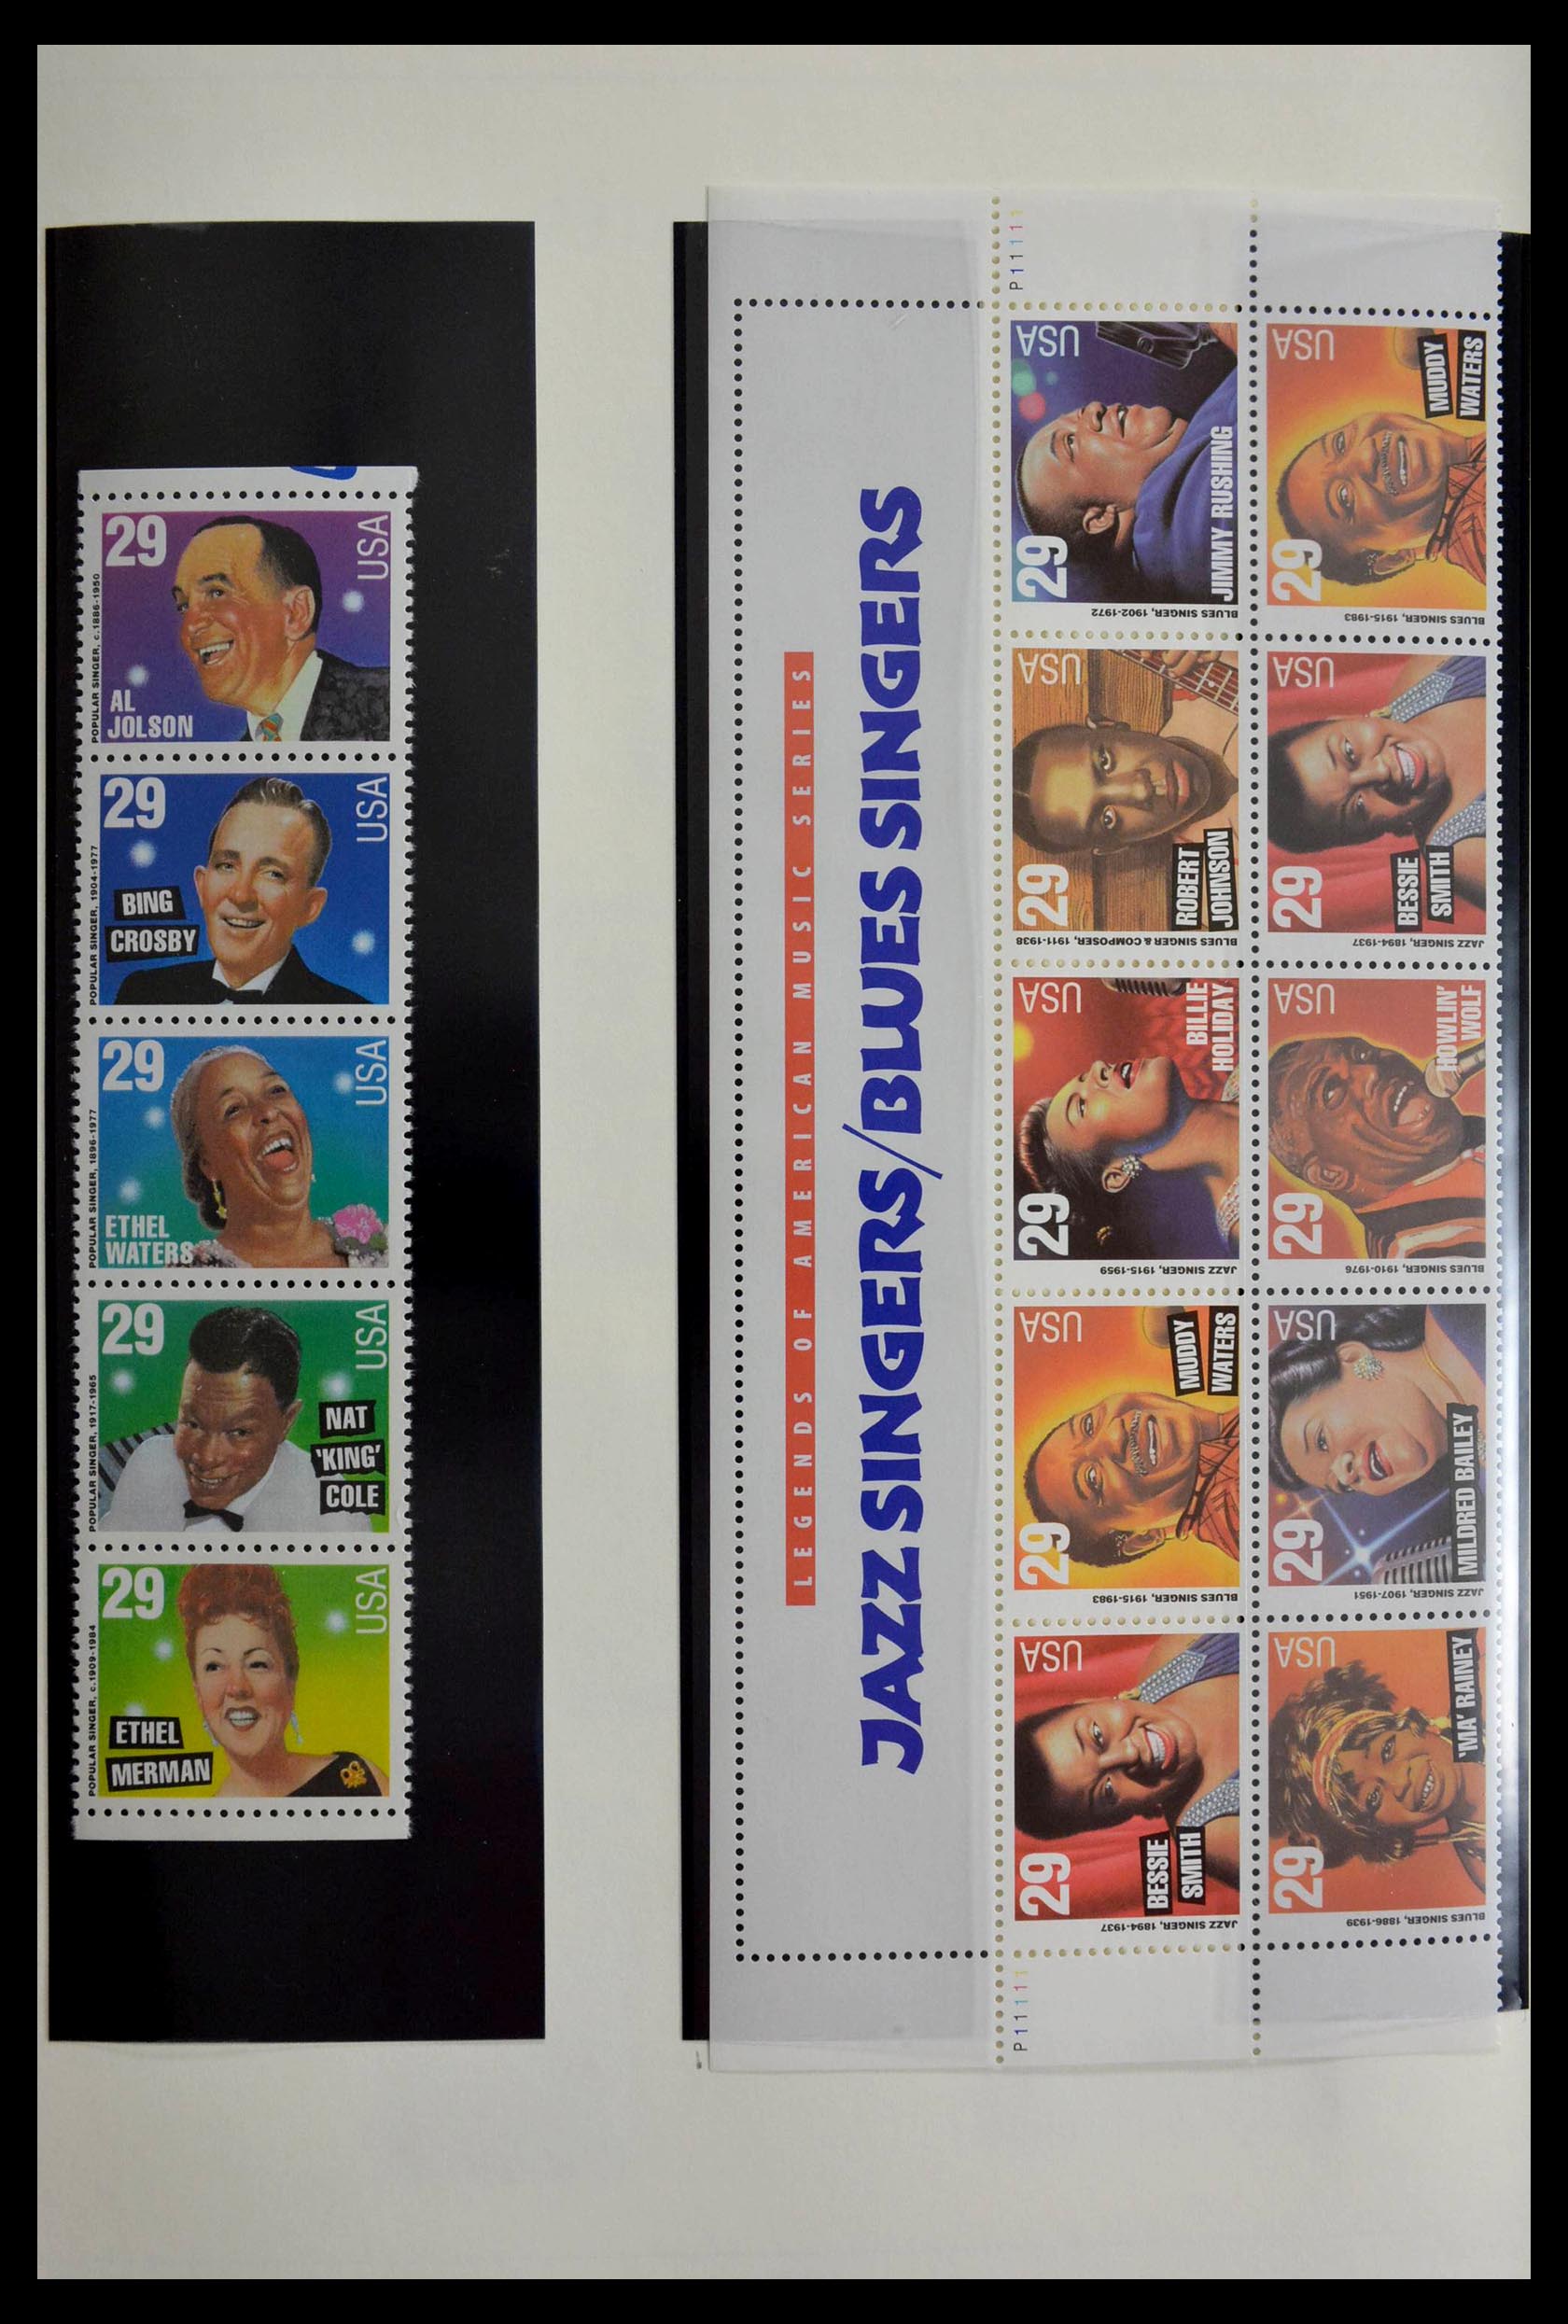 29
USA
POPULAR SINGER, c.1886-1950
AL
JOLSON
29
USA
POPULAR SINGER, 1904-1977
BING
CROSBY
29
USA
POPULAR SINGER, 1896-1977
ETHEL
WATERS
29
USA
POPULAR SINGER, 1917-1965
NAT
'KING'
COLE
29
USA
POPULAR SINGER, c.1909-1984
ETHEL
MERMAN
LEGENDS OF AMERICAN MUSIC SERIES
JAZZ SINGERS/BLUES SINGERS
P11111
29
USA
BESSIE
SMITH
JAZZ SINGER, 1894-1937
29
USA
MUDDY
WATERS
BLUES SINGER, 1915-1983
29
USA
BILLIE
HOLIDAY
JAZZ SINGER, 1915-1959
29
USA
ROBERT
JOHNSON
BLUES SINGER & COMPOSER, 1911-1938
29
USA
JIMMY RUSHING
BLUES SINGER, 1902-1972
P11111
29
USA
'MA' RAINEY
BLUES SINGER, 1886-1939
29
USA
MILDRED BAILEY
JAZZ SINGER, 1907-1951
29
USA
HOWLIN'
WOLF
BLUES SINGER, 1910-1976
29
USA
BESSIE
SMITH
JAZZ SINGER, 1894-1937
29
USA
MUDDY
WATERS
BLUES SINGER, 1915-1983